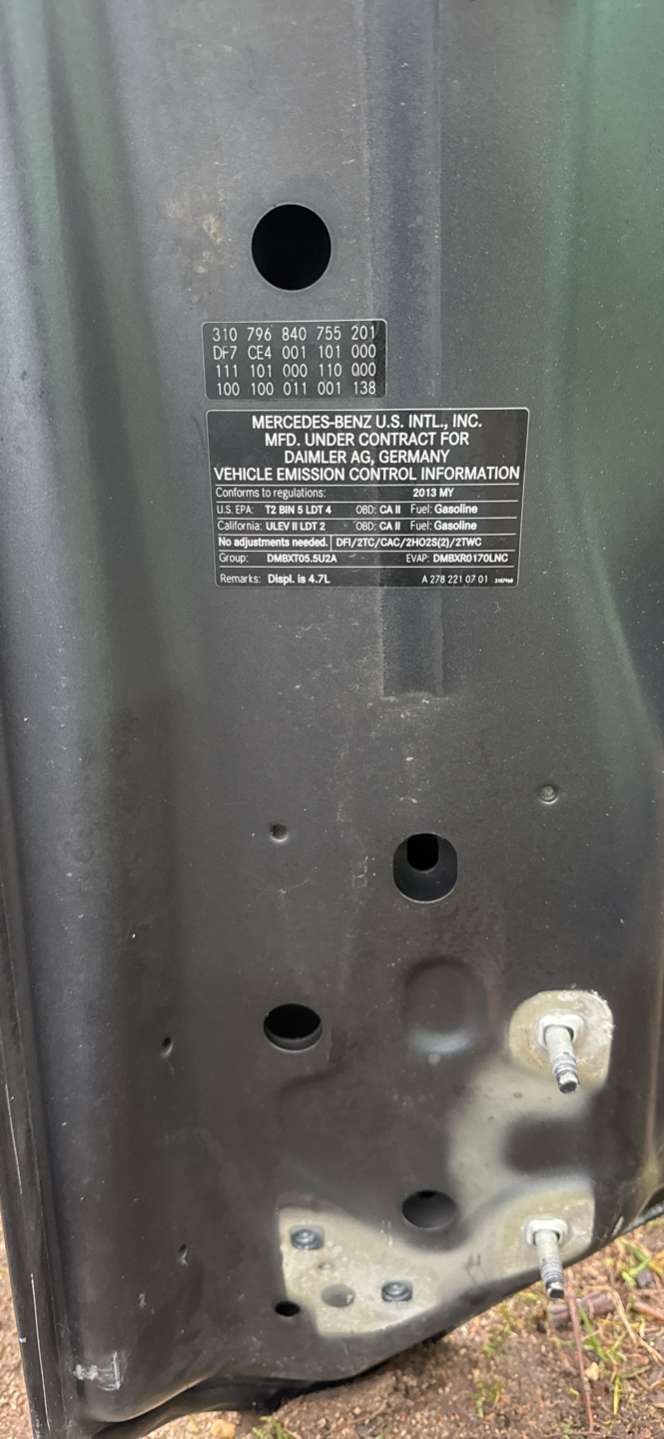 310 796 840 755 201
DF7 CE4 001 101 000
111 101 000 110 000
100 100 011 001 138
MERCEDES-BENZ U.S. INTL., INC.
MFD. UNDER CONTRACT FOR
DAIMLER AG, GERMANY
VEHICLE EMISSION CONTROL INFORMATION
Conforms to regulations: 2013 MY
U.S. EPA: T2 BIN 5 LDT 4 OBD: CA II Fuel: Gasoline
California: ULEV II LDT 2 OBD: CA II Fuel: Gasoline
No adjustments needed. DFI/2TC/CAC/2HO2S(2)/2TWC
Group: DMBXT05.5U2A EVAP: DMBXR0170LNC
Remarks: Displ. is 4.7L A 278 221 07 01